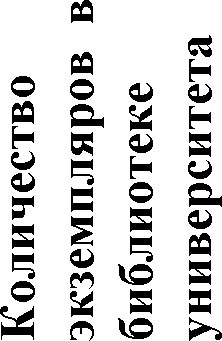 Количество
экземпляров в
библиотеке
университета